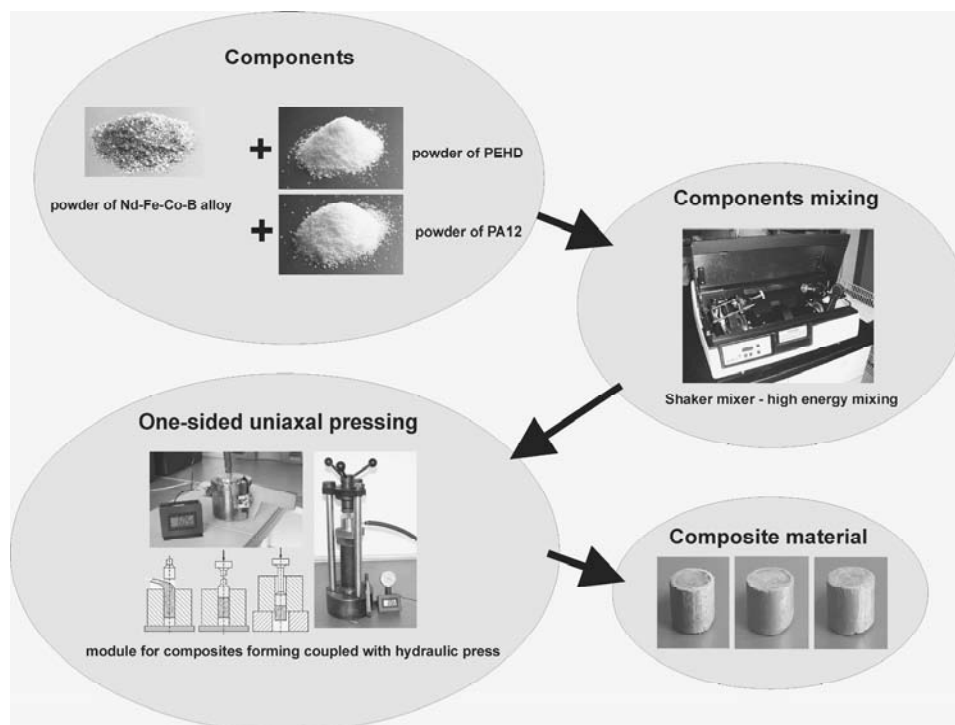 Components
+
powder of PEHD
powder of Nd-Fe-Co-B alloy
+
powder of PA12
Components mixing
Shaker mixer - high energy mixing
One-sided uniaxal pressing
module for composites forming coupled with hydraulic press
Composite material